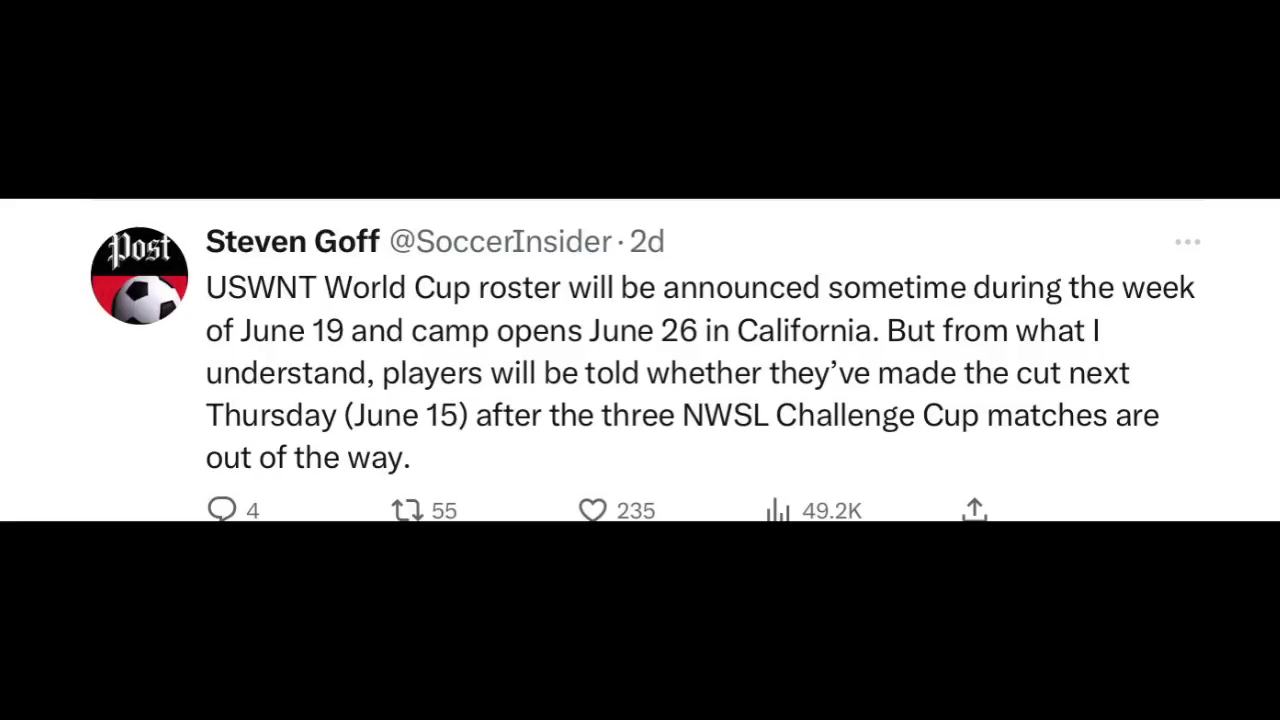 Post
Steven Goff @SoccerInsider · 2d
USWNT World Cup roster will be announced sometime during the week
of June 19 and camp opens June 26 in California. But from what I
understand, players will be told whether they’ve made the cut next
Thursday (June 15) after the three NWSL Challenge Cup matches are
out of the way.
4 55 235 49.2K